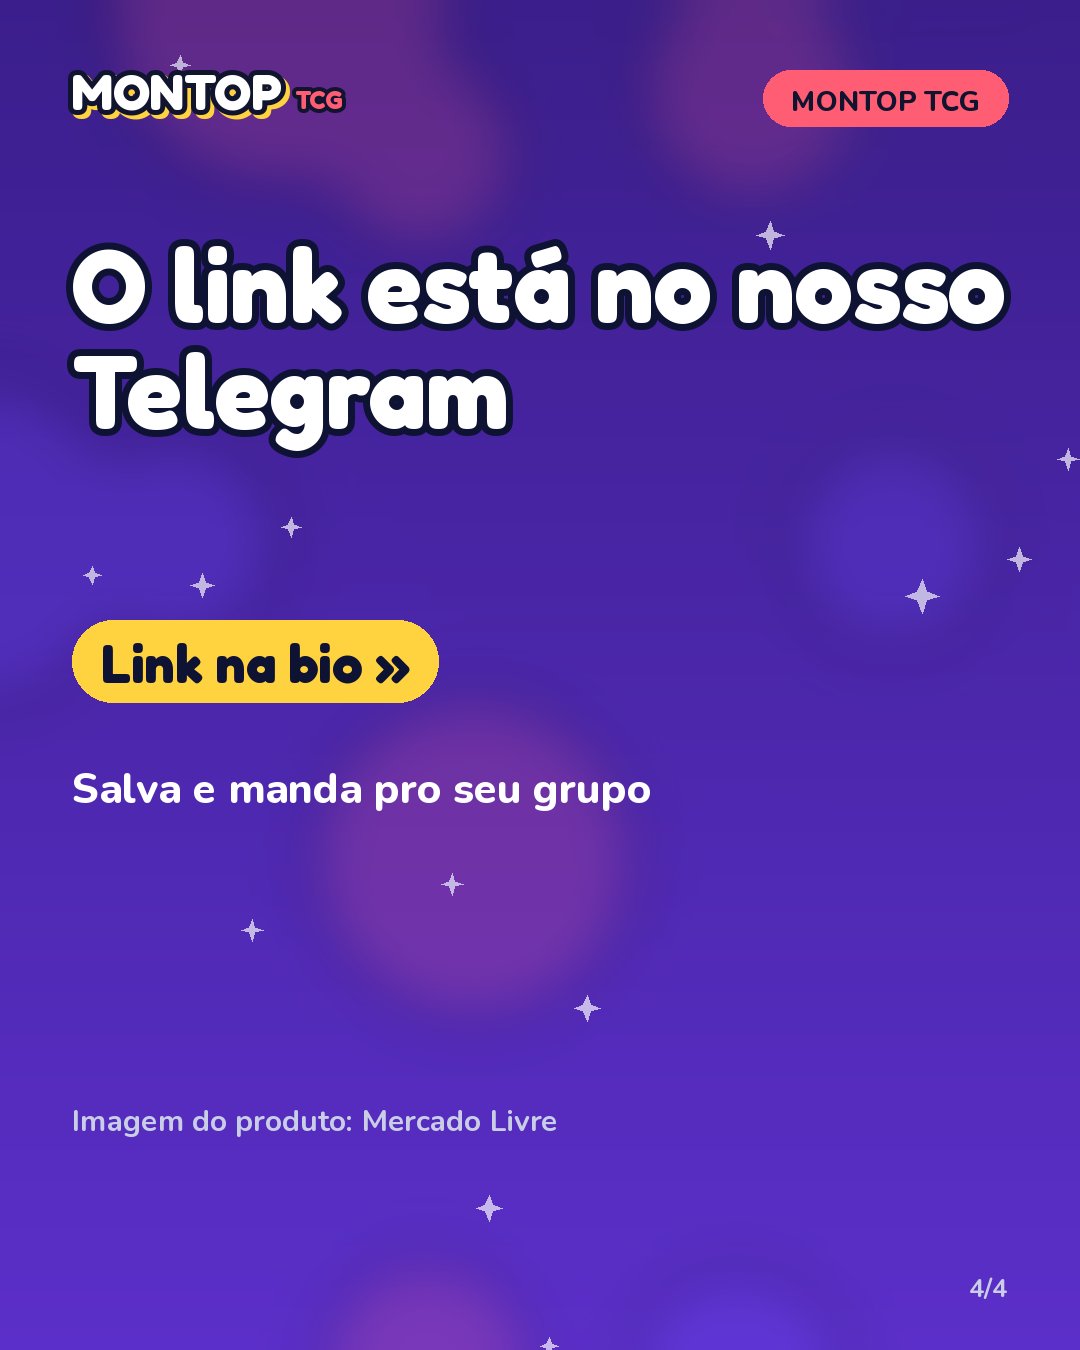 MONTOP TCG
MONTOP TCG
O link está no nosso
Telegram
Link na bio »
Salva e manda pro seu grupo
Imagem do produto: Mercado Livre
4/4